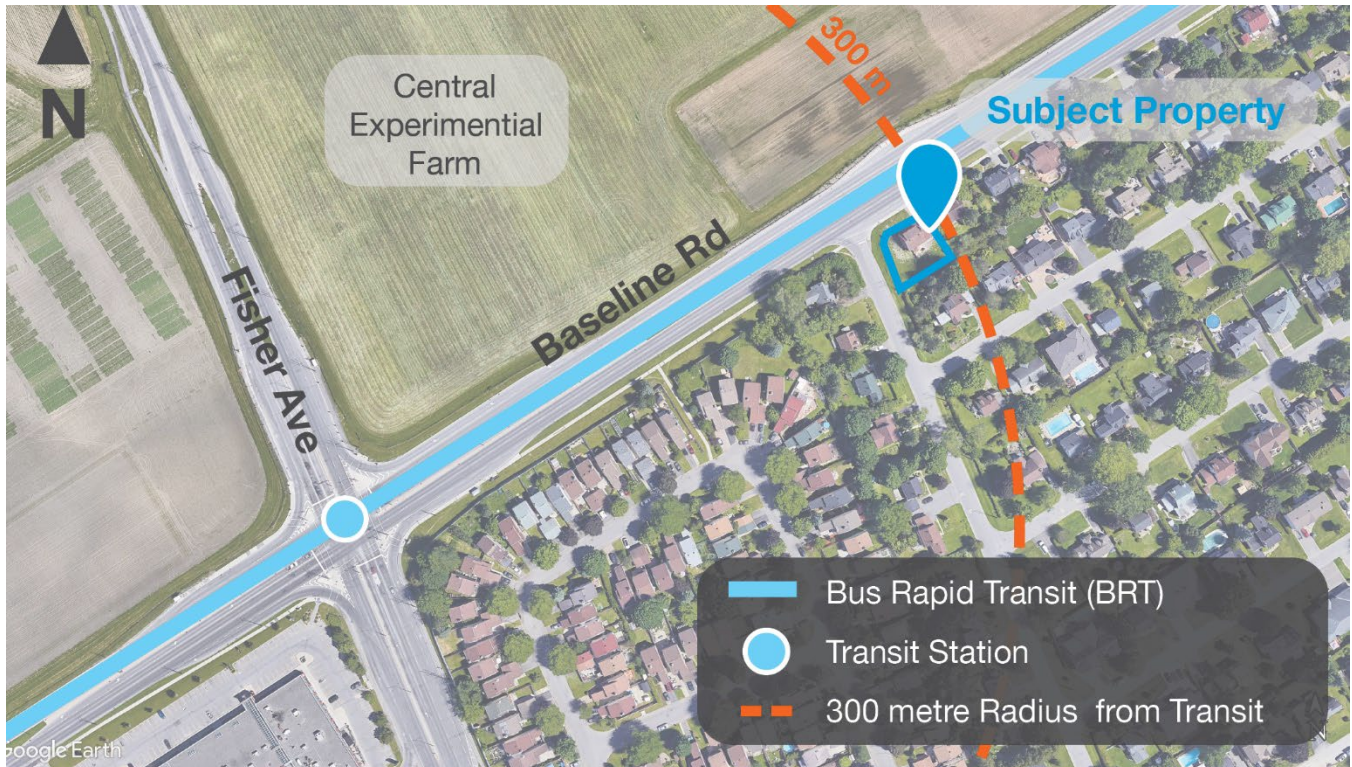 N
Central
Experimential
Farm
300 m
Subject Property
Baseline Rd
Fisher Ave
Bus Rapid Transit (BRT)
Transit Station
300 metre Radius from Transit
Google Earth